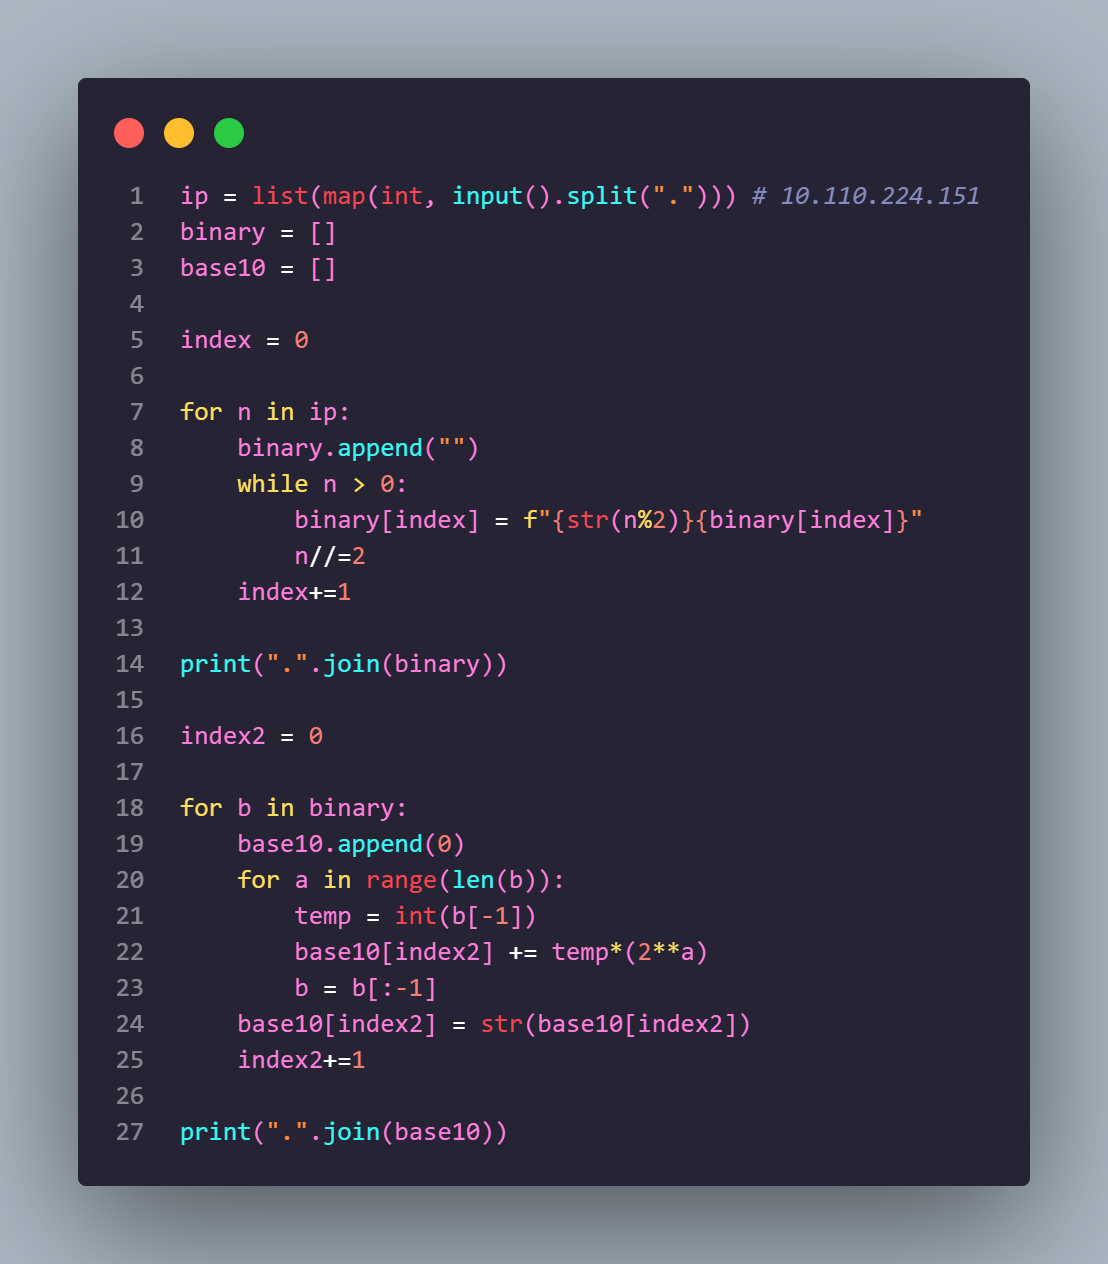 1 ip = list(map(int, input().split("."))) # 10.110.224.151
2 binary = []
3 base10 = []
4
5 index = 0
6
7 for n in ip:
8     binary.append("")
9     while n > 0:
10         binary[index] = f"{str(n%2)}{binary[index]}"
11         n//=2
12     index+=1
13
14 print(".".join(binary))
15
16 index2 = 0
17
18 for b in binary:
19     base10.append(0)
20     for a in range(len(b)):
21         temp = int(b[-1])
22         base10[index2] += temp*(2**a)
23         b = b[:-1]
24     base10[index2] = str(base10[index2])
25     index2+=1
26
27 print(".".join(base10))